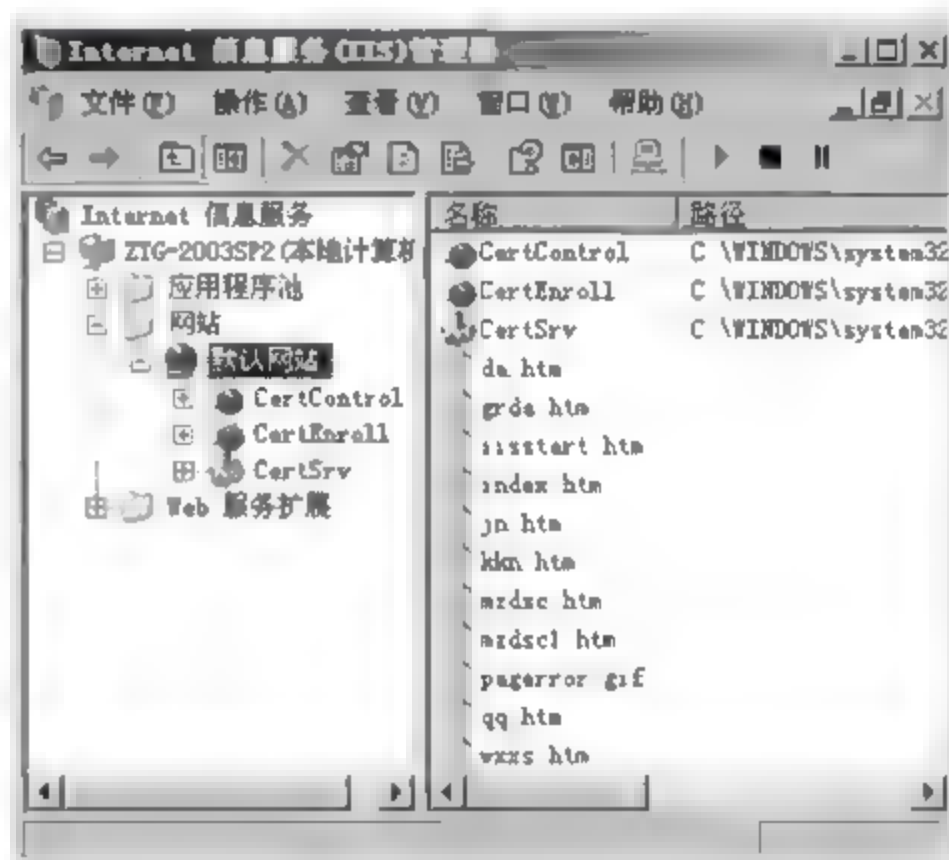 Internet 信息服务(IIS)管理器
文件(F) 操作(A) 查看(V) 窗口(W) 帮助(H)
Internet 信息服务
ZTG-2003SP2(本地计算机
应用程序池
网站
默认网站
CertControl
CertEnroll
CertSrv
Web 服务扩展
名称 路径
CertControl C \WINDOWS\system32
CertEnroll C \WINDOWS\system32
CertSrv C \WINDOWS\system32
da htm
grda htm
iisstart htm
index htm
jn htm
kkn htm
mrdsc htm
mrdsc1 htm
pagerror gif
qq htm
wxxs htm